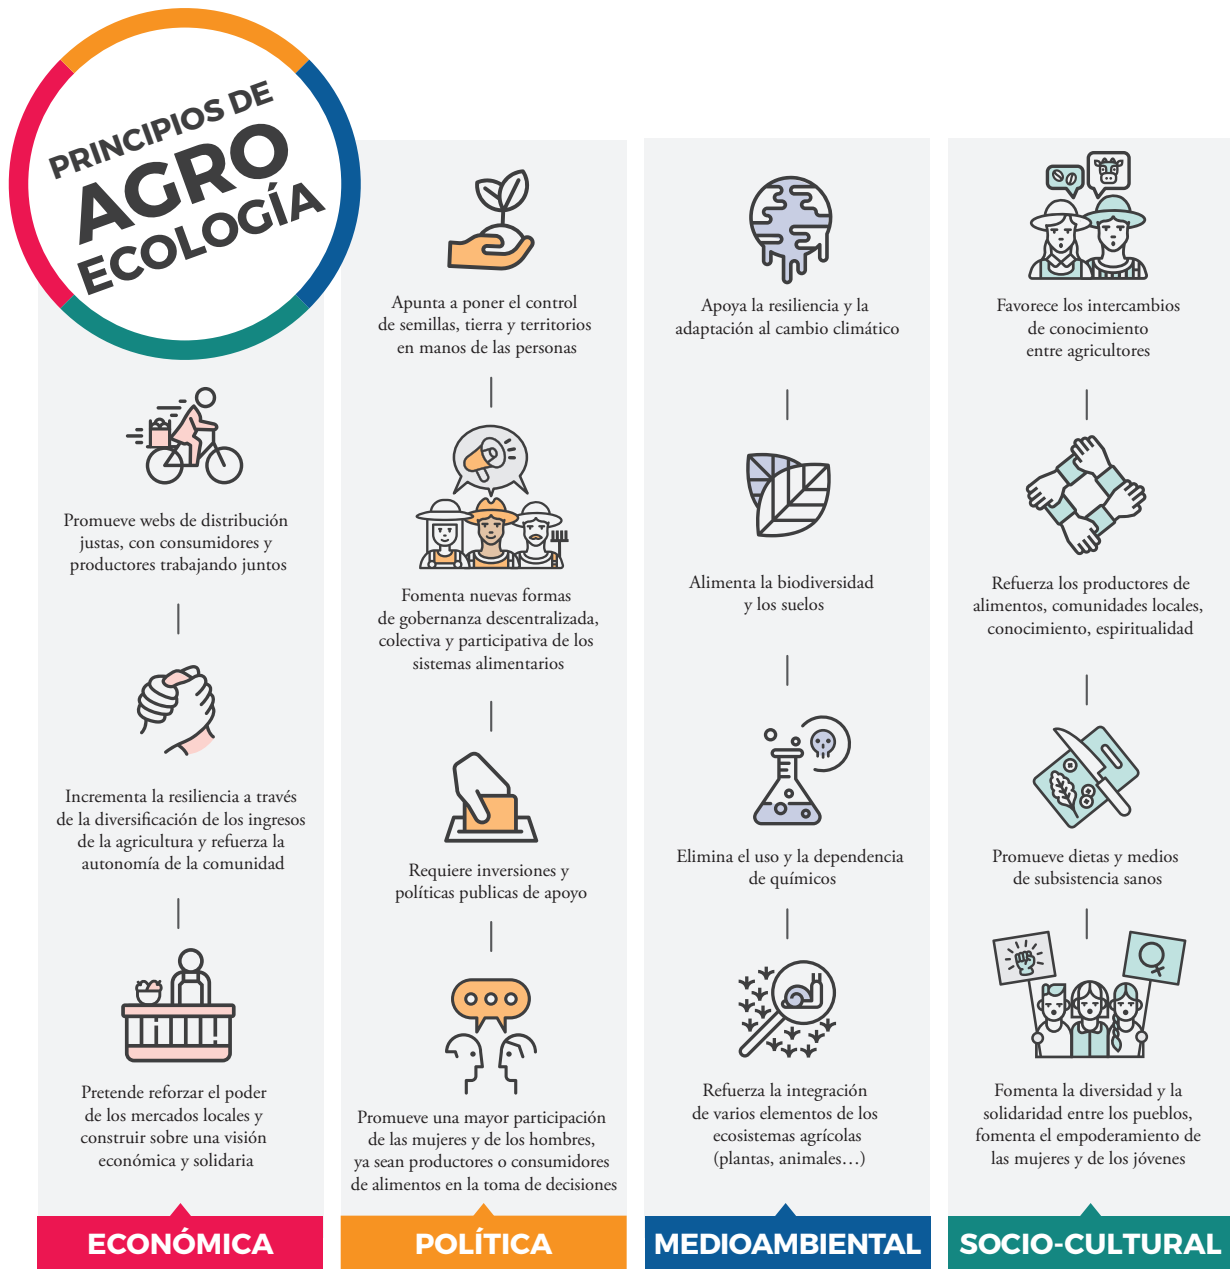 PRINCIPIOS DE
AGRO
ECOLOGÍA
Promueve webs de distribución
justas, con consumidores y
productores trabajando juntos
Incrementa la resiliencia a través
de la diversificación de los ingresos
de la agricultura y refuerza la
autonomía de la comunidad
Pretende reforzar el poder
de los mercados locales y
construir sobre una visión
económica y solidaria
ECONÓMICA
Apunta a poner el control
de semillas, tierra y territorios
en manos de las personas
Fomenta nuevas formas
de gobernanza descentralizada,
colectiva y participativa de los
sistemas alimentarios
Requiere inversiones y
políticas publicas de apoyo
Promueve una mayor participación
de las mujeres y de los hombres,
ya sean productores o consumidores
de alimentos en la toma de decisiones
POLÍTICA
Apoya la resiliencia y la
adaptación al cambio climático
Alimenta la biodiversidad
y los suelos
Elimina el uso y la dependencia
de químicos
Refuerza la integración
de varios elementos de los
ecosistemas agrícolas
(plantas, animales…)
MEDIOAMBIENTAL
Favorece los intercambios
de conocimiento
entre agricultores
Refuerza los productores de
alimentos, comunidades locales,
conocimiento, espiritualidad
Promueve dietas y medios
de subsistencia sanos
Fomenta la diversidad y la
solidaridad entre los pueblos,
fomenta el empoderamiento de
las mujeres y de los jóvenes
SOCIO-CULTURAL